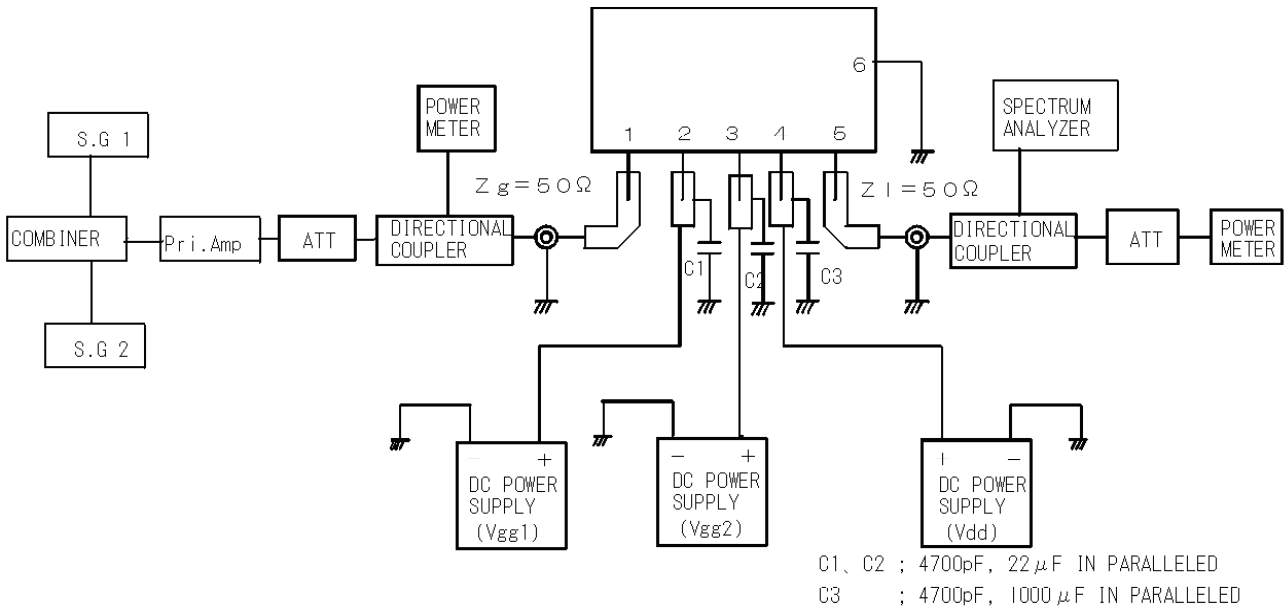 S.G 1
COMBINER
S.G 2
Pri.Amp
ATT
POWER
METER
DIRECTIONAL
COUPLER
Zg=50Ω
1
2
3
4
5
6
C1
C2
C3
Zl=50Ω
SPECTRUM
ANALYZER
DIRECTIONAL
COUPLER
ATT
POWER
METER
− +
DC POWER
SUPPLY
(Vgg1)
− +
DC POWER
SUPPLY
(Vgg2)
| −
DC POWER
SUPPLY
(Vdd)
C1、C2 ; 4700pF, 22μF IN PARALLELED
C3 ; 4700pF, 1000μF IN PARALLELED